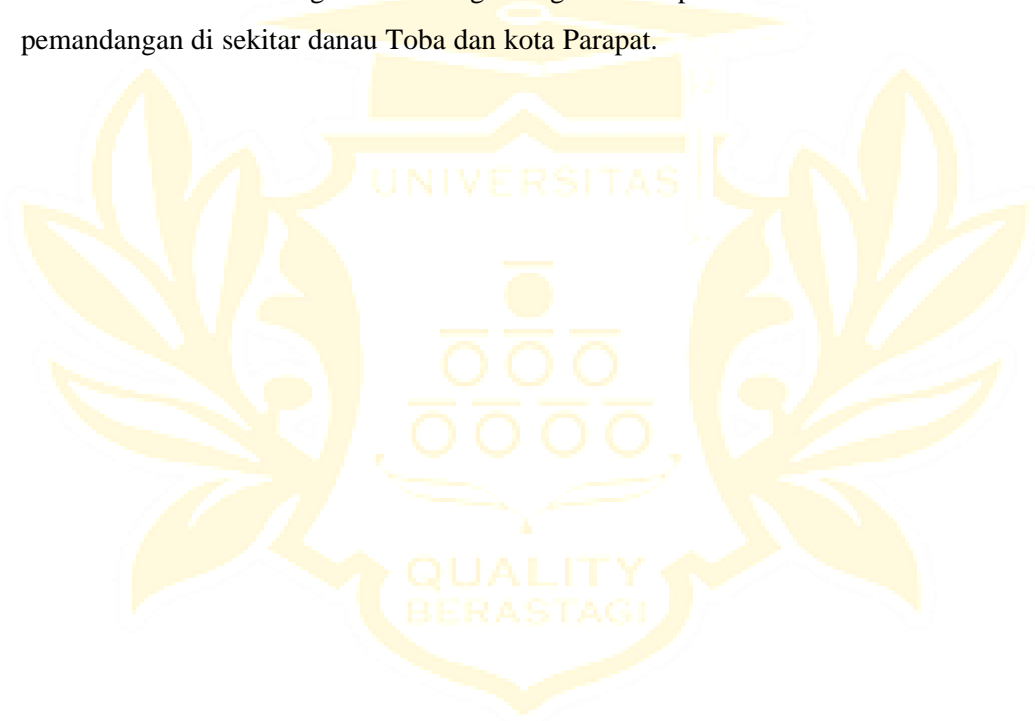 pemandangan di sekitar danau Toba dan kota Parapat.
UNIVERSITAS
QUALITY
BERASTAGI